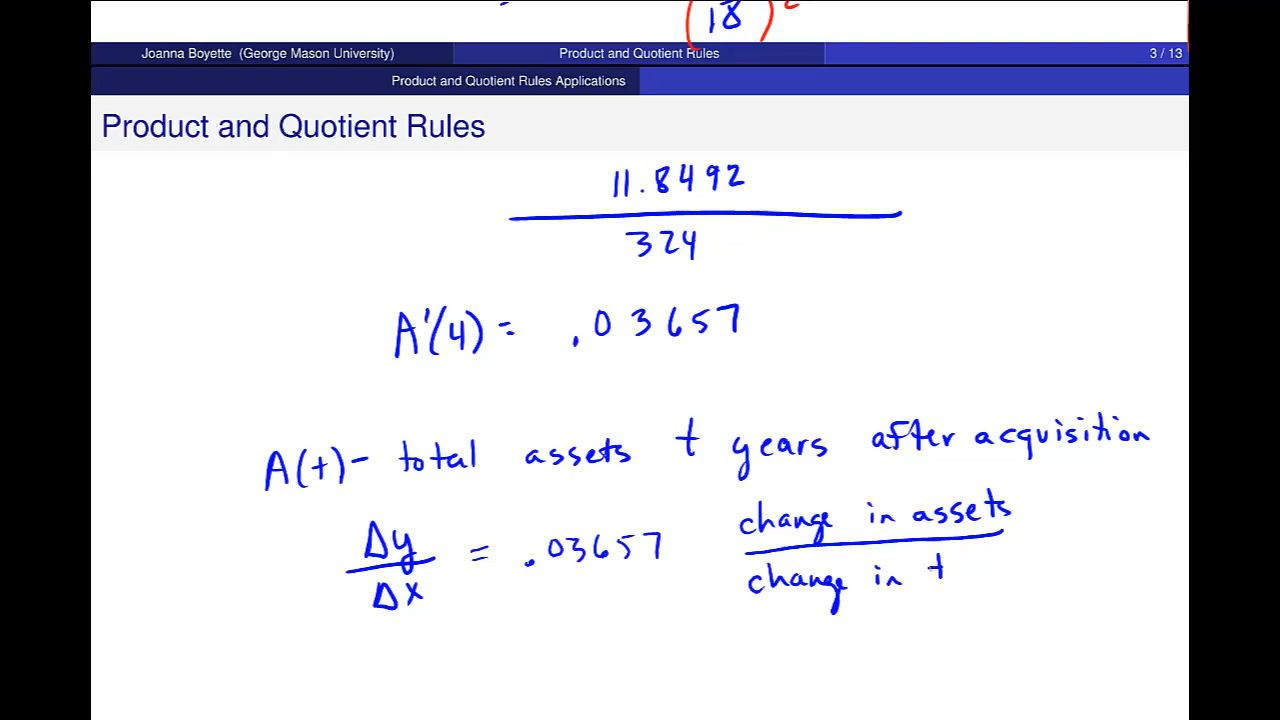 = (18)²
Joanna Boyette (George Mason University) Product and Quotient Rules 3 / 13
Product and Quotient Rules Applications
Product and Quotient Rules
11.8492
324
A'(4) = .03657
A(t) - total assets t years after acquisition
Δy/Δx = .03657 change in assets/change in t